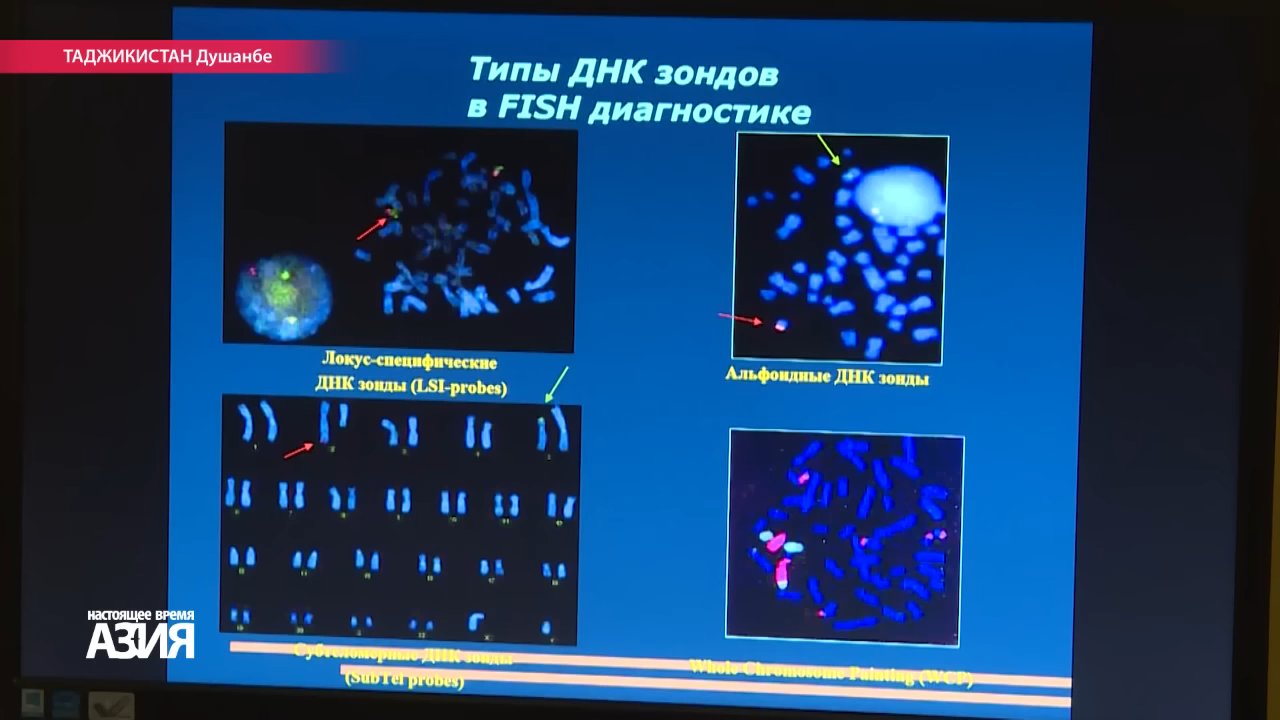 ТАДЖИКИСТАН Душанбе
Типы ДНК зондов
в FISH диагностике
Локус-специфические
ДНК зонды (LSI-probes)
Альфоидные ДНК зонды
Субтеломерные ДНК зонды
(SubTel probes)
Whole Chromosome Painting (WCP)
настоящее время
АЗИЯ